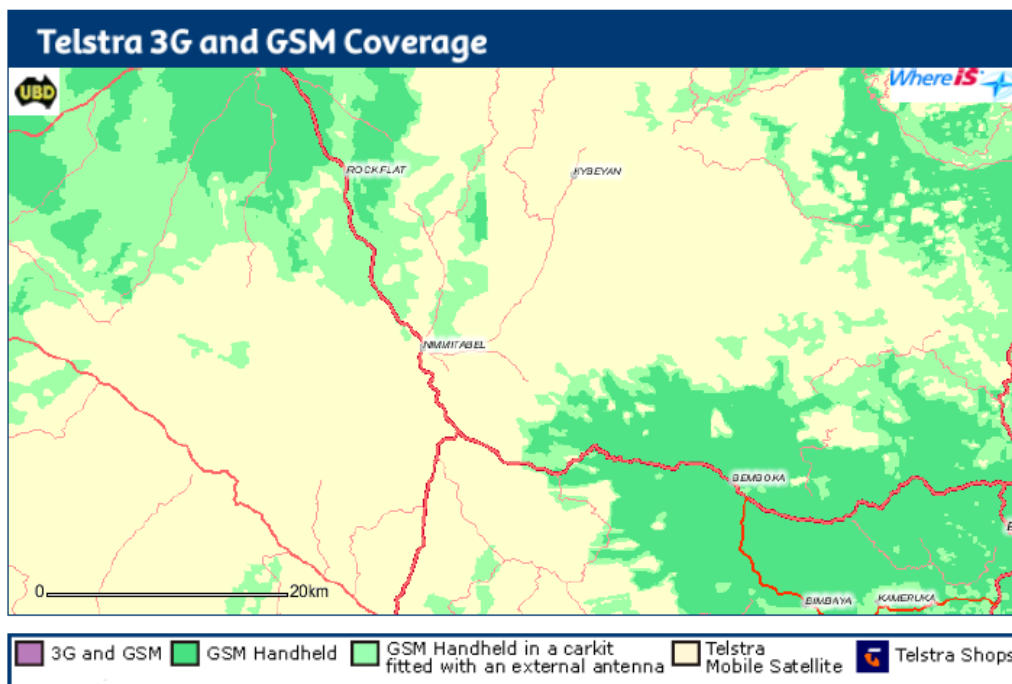 Telstra 3G and GSM Coverage
UBD
Whereis
ROCKFLAT
KYBEYAN
NIMMITABEL
BEMBOKA
BIMBAYA
KAMERUKA
0 20km
3G and GSM
GSM Handheld
GSM Handheld in a carkit
fitted with an external antenna
Telstra
Mobile Satellite
Telstra Shops